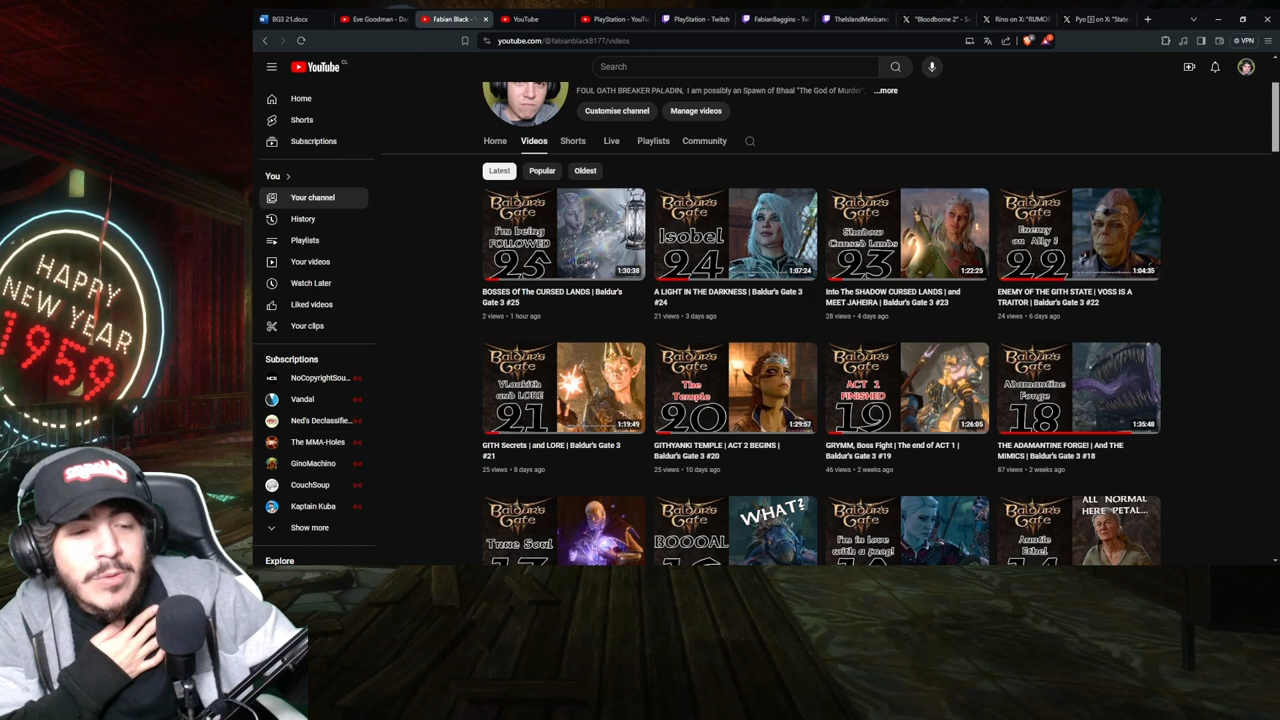 BG3 21.docx
Eve Goodman - Da
Fabian Black - "
YouTube
PlayStation - YouTu
PlayStation - Twitch
FabianBaggins - Tw
TheIslandMexicano
"Bloodborne 2" - Se
Rino on X: "RUMOR
Pyo on X: "State
youtube.com/@fabianblack8177/videos
VPN
YouTube CL
Search
Home
Shorts
Subscriptions
You
Your channel
History
Playlists
Your videos
Watch Later
Liked videos
Your clips
Subscriptions
NoCopyrightSou...
Vandal
Ned's Declassifie...
The MMA-Holes
GinoMachino
CouchSoup
Kaptain Kuba
Show more
Explore
FOUL OATH BREAKER PALADIN, I am possibly an Spawn of Bhaal "The God of Murder". ...more
Customise channel
Manage videos
Home
Videos
Shorts
Live
Playlists
Community
Latest
Popular
Oldest
BALDUR'S GATE
I'm being
FOLLOWED
25
1:30:38
BOSSES Of The CURSED LANDS | Baldur's
Gate 3 #25
2 views • 1 hour ago
BALDUR'S GATE
Isobel
24
1:07:24
A LIGHT IN THE DARKNESS | Baldur's Gate 3
#24
21 views • 3 days ago
BALDUR'S GATE
Shadow
Cursed Lands
23
1:22:25
Into The SHADOW CURSED LANDS | and
MEET JAHEIRA | Baldur's Gate 3 #23
28 views • 4 days ago
BALDUR'S GATE
Enemy
or Ally ?
22
1:04:35
ENEMY OF THE GITH STATE | VOSS IS A
TRAITOR | Baldur's Gate 3 #22
24 views • 6 days ago
BALDUR'S GATE
VLaakith
and LORE
21
1:19:49
GITH Secrets | and LORE | Baldur's Gate 3
#21
25 views • 8 days ago
BALDUR'S GATE
The
Temple
20
1:29:57
GITHYANKI TEMPLE | ACT 2 BEGINS |
Baldur's Gate 3 #20
25 views • 10 days ago
BALDUR'S GATE
ACT 1
FINISHED
19
1:26:05
GRYMM, Boss Fight | The end of ACT 1 |
Baldur's Gate 3 #19
46 views • 2 weeks ago
BALDUR'S GATE
Adamantine
Forge
18
1:35:48
THE ADAMANTINE FORGE! | And THE
MIMICS | Baldur's Gate 3 #18
87 views • 2 weeks ago
BALDUR'S GATE
True Soul
BALDUR'S GATE
BOOOAL
WHAT?
BALDUR'S GATE
I'm in love
with a frog!
BALDUR'S GATE
Auntie
Ethel
ALL NORMAL
HERE PETAL...
HAPPY
NEW YEAR
1959